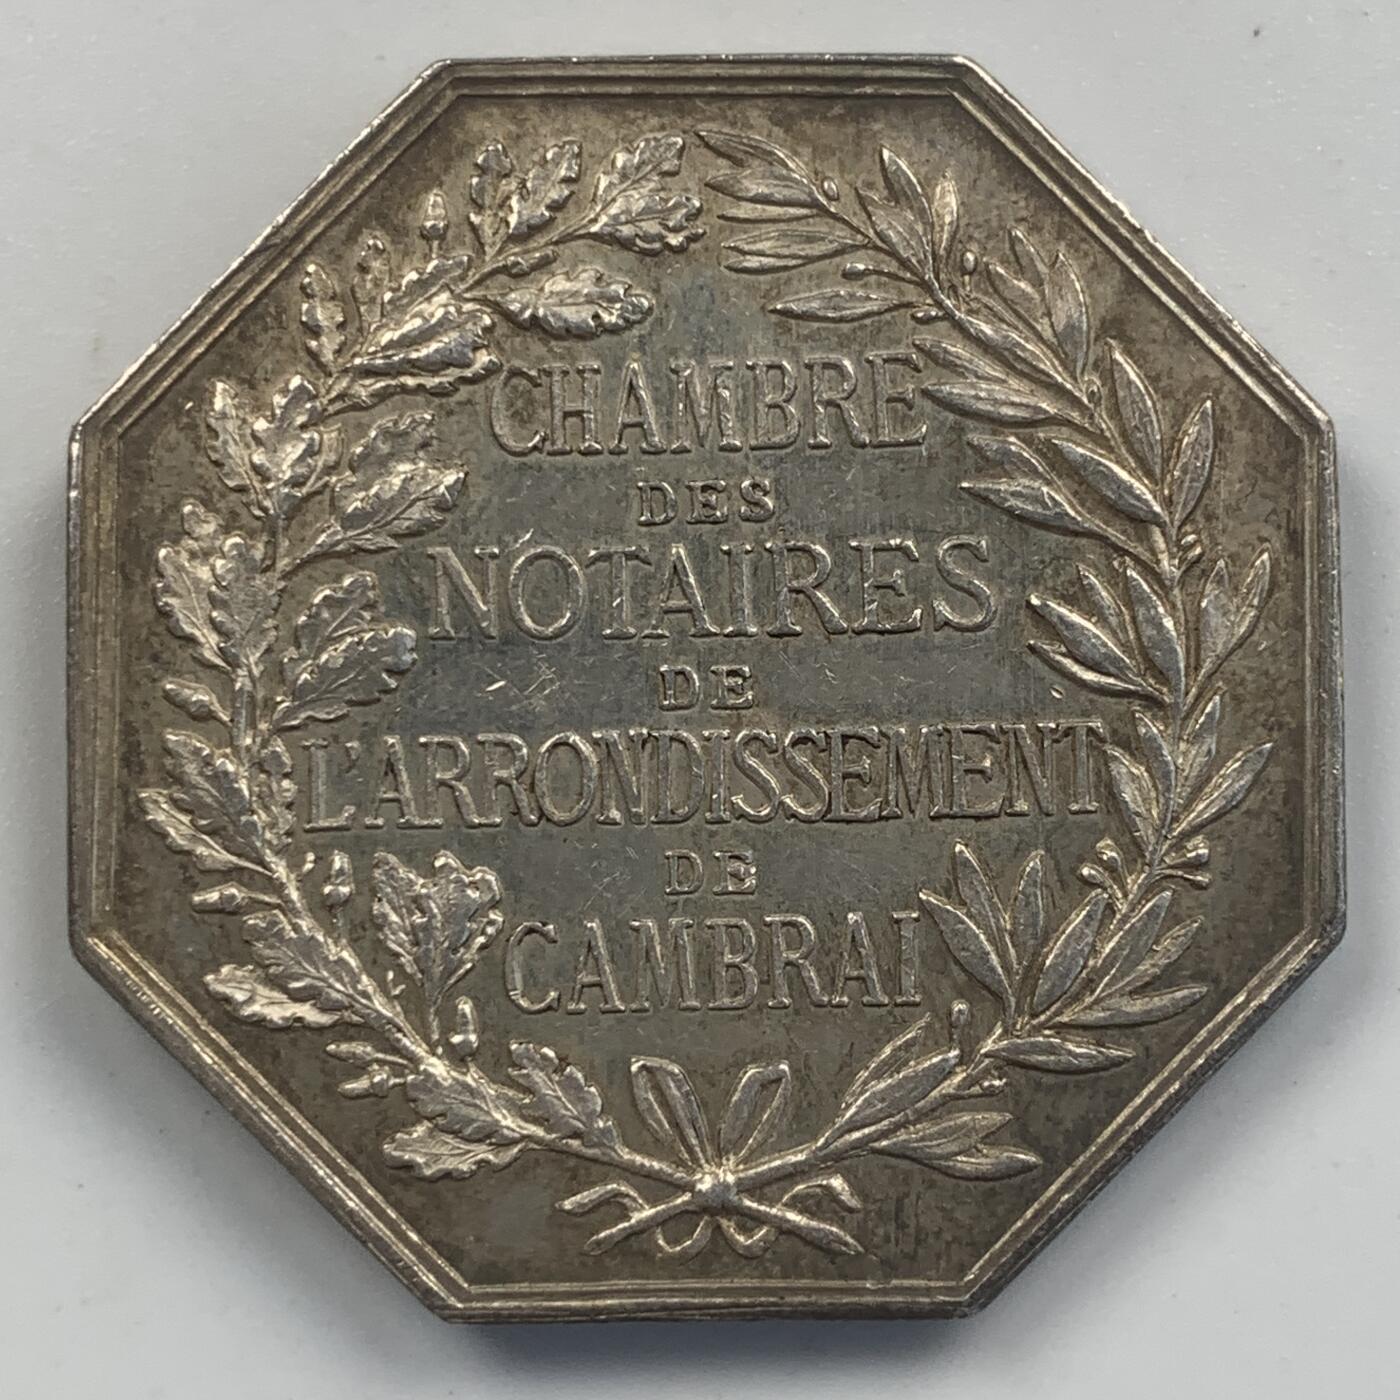 CHAMBRE
DES
NOTAIRES
DE
L'ARRONDISSEMENT
DE
CAMBRAI